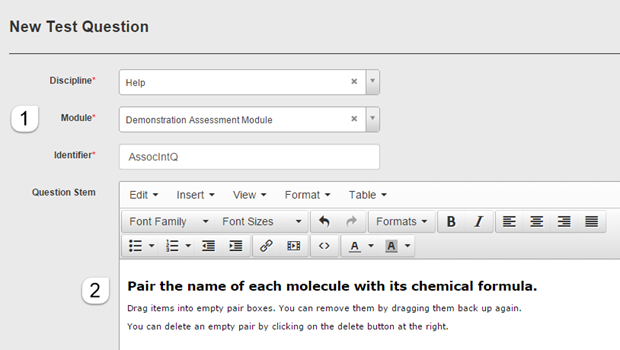 New Test Question
Discipline* Help
1 Module* Demonstration Assessment Module
Identifier* AssocIntQ
Question Stem Edit Insert View Format Table
Font Family Font Sizes Formats B I
A A
2 Pair the name of each molecule with its chemical formula.
Drag items into empty pair boxes. You can remove them by dragging them back up again.
You can delete an empty pair by clicking on the delete button at the right.